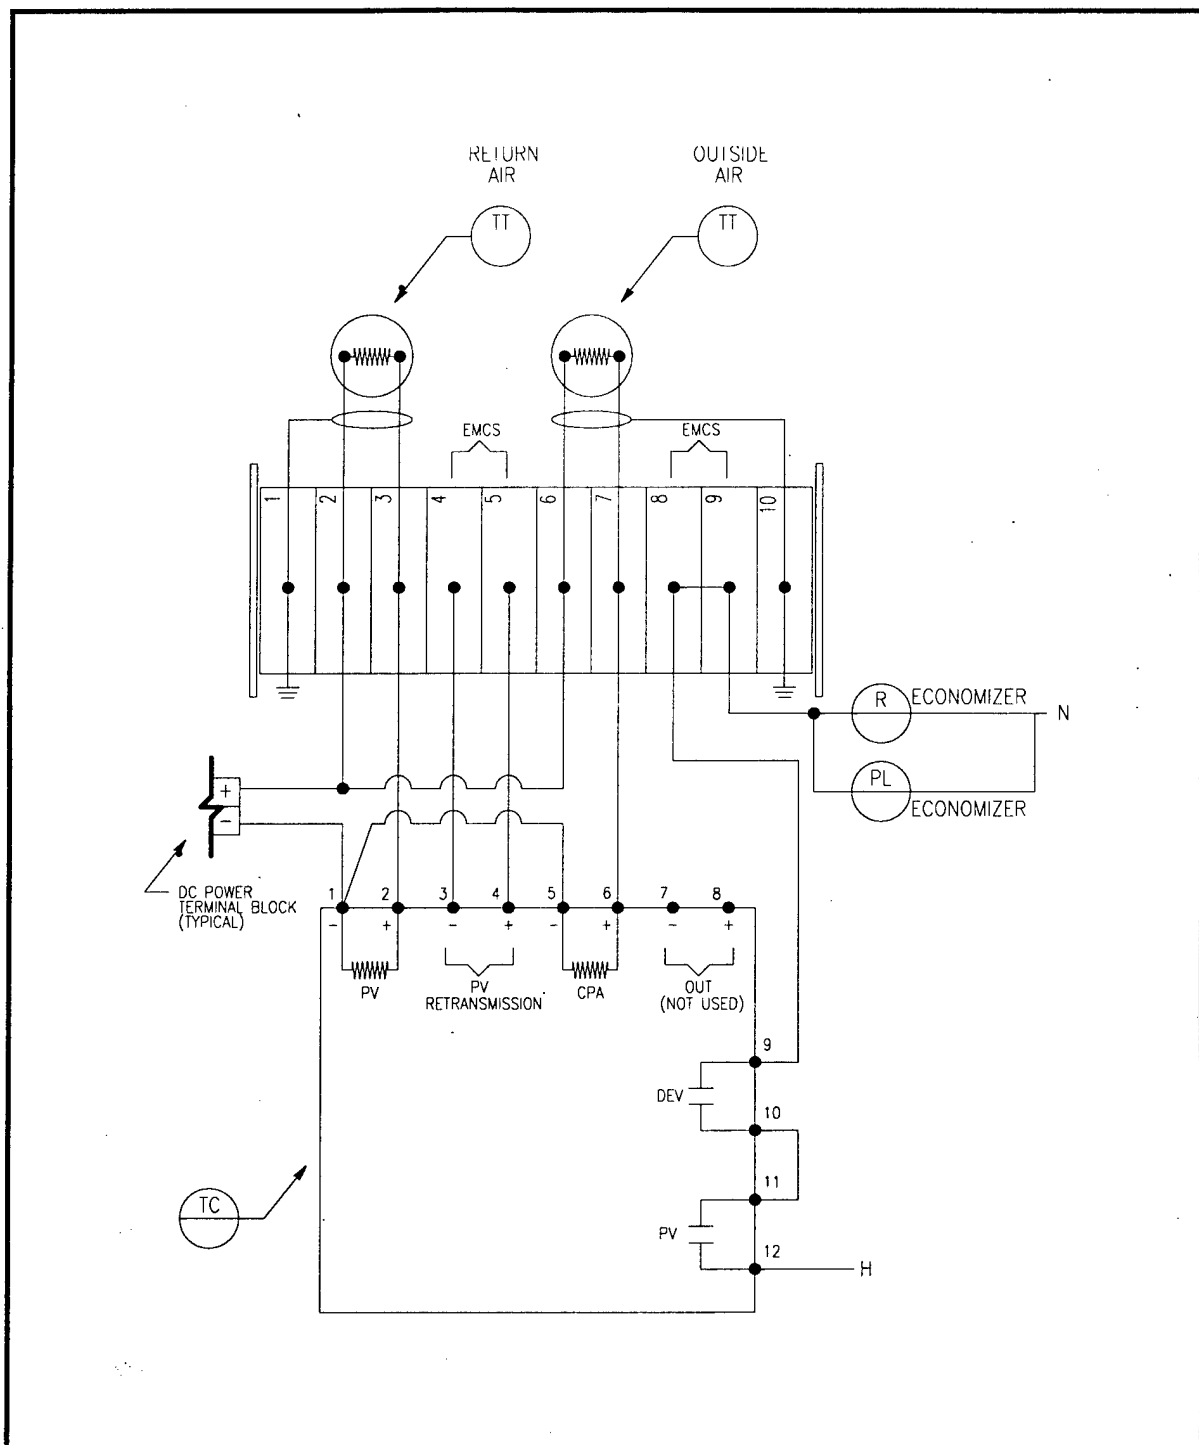 RETURN
AIR
OUTSIDE
AIR
TT
TT
EMCS
EMCS
1
2
3
4
5
6
7
8
9
10
R
ECONOMIZER
N
PL
ECONOMIZER
+
-
DC POWER
TERMINAL BLOCK
(TYPICAL)
1
2
3
4
5
6
7
8
-
+
-
+
-
+
-
+
PV
PV
RETRANSMISSION
CPA
OUT
(NOT USED)
9
DEV
10
11
PV
12
H
TC